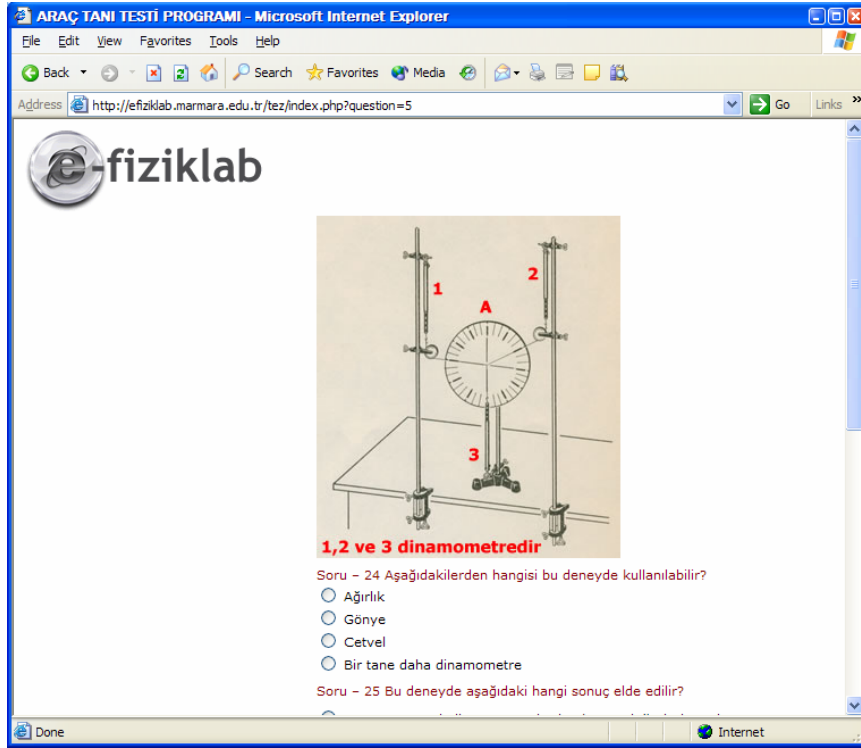 ARAÇ TANI TESTİ PROGRAMI - Microsoft Internet Explorer
File Edit View Favorites Tools Help
Back Search Favorites Media
Address http://efiziklab.marmara.edu.tr/tez/index.php?question=5 Go Links »
e-fiziklab
1
2
A
3
1,2 ve 3 dinamometredir
Soru – 24 Aşağıdakilerden hangisi bu deneyde kullanılabilir?
Ağırlık
Gönye
Cetvel
Bir tane daha dinamometre
Soru – 25 Bu deneyde aşağıdaki hangi sonuç elde edilir?
Done Internet